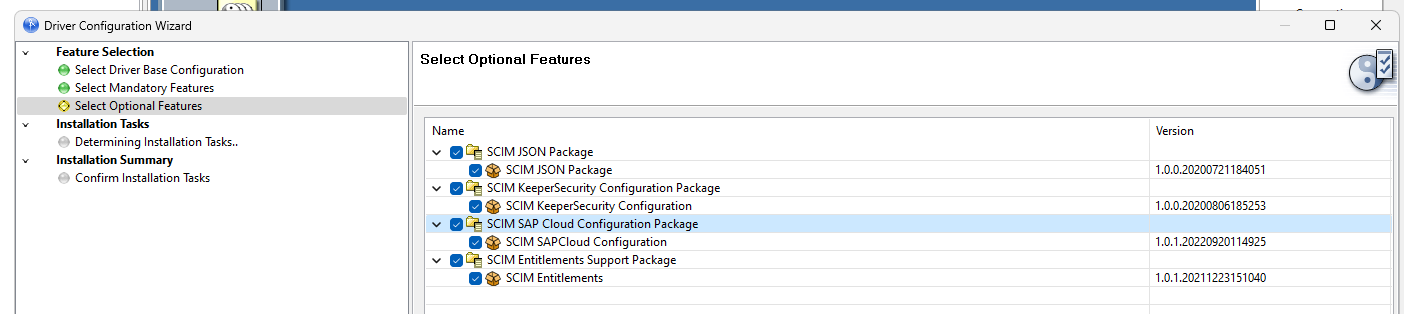 Driver Configuration Wizard
Feature Selection
Select Driver Base Configuration
Select Mandatory Features
Select Optional Features
Installation Tasks
Determining Installation Tasks..
Installation Summary
Confirm Installation Tasks
Select Optional Features
Name Version
SCIM JSON Package
SCIM JSON Package 1.0.0.20200721184051
SCIM KeeperSecurity Configuration Package
SCIM KeeperSecurity Configuration 1.0.0.20200806185253
SCIM SAP Cloud Configuration Package
SCIM SAPCloud Configuration 1.0.1.20220920114925
SCIM Entitlements Support Package
SCIM Entitlements 1.0.1.20211223151040